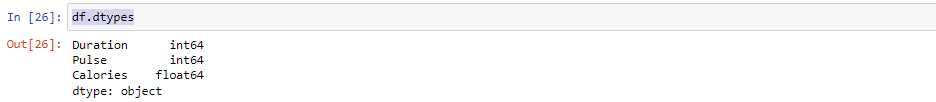 In [26]: df.dtypes
Out[26]: Duration int64
Pulse int64
Calories float64
dtype: object